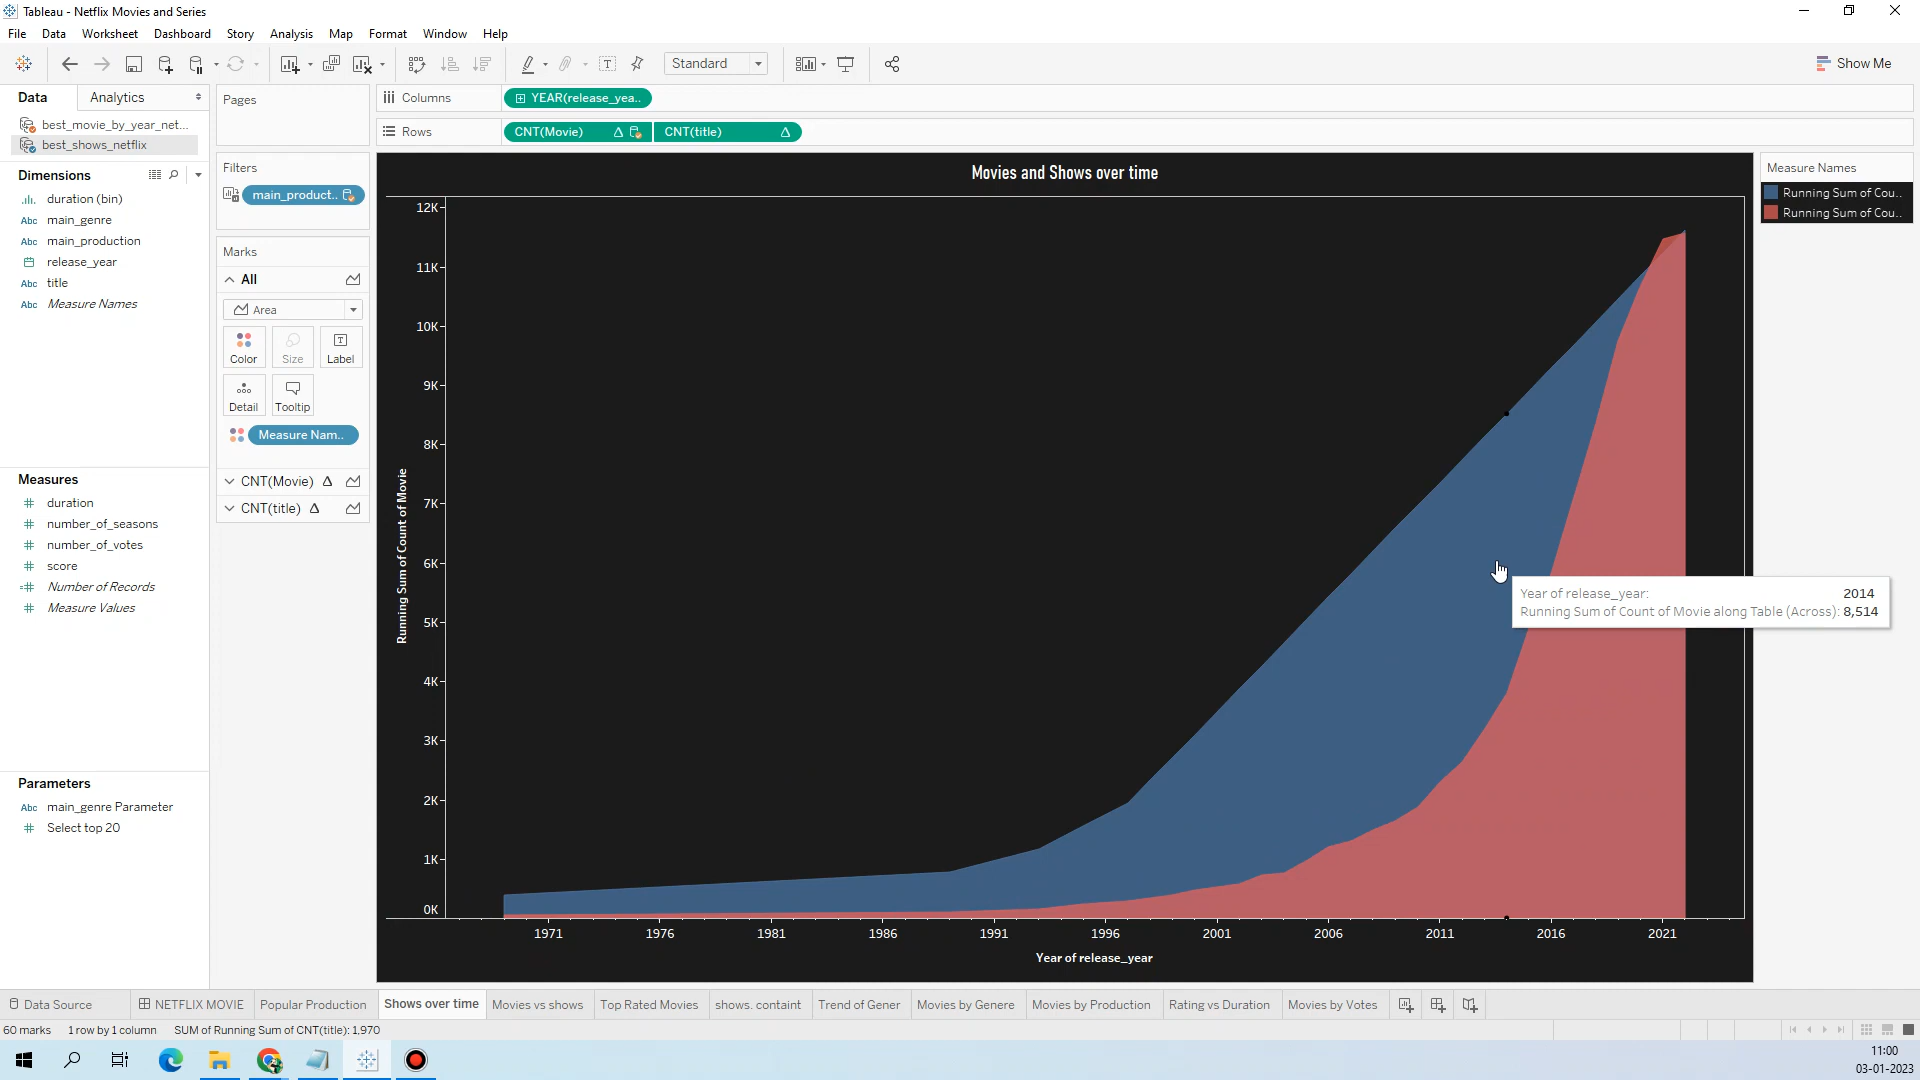 Tableau - Netflix Movies and Series
File Data Worksheet Dashboard Story Analysis Map Format Window Help
Standard
Show Me
Data Analytics
best_movie_by_year_net...
best_shows_netflix
Dimensions
duration (bin)
Abc main_genre
Abc main_production
release_year
Abc title
Abc Measure Names
Measures
duration
number_of_seasons
number_of_votes
score
Number of Records
Measure Values
Parameters
Abc main_genre Parameter
Select top 20
Pages
Filters
main_product..
Marks
All
Area
Color Size Label
Detail Tooltip
Measure Nam..
CNT(Movie)
CNT(title)
Columns YEAR(release_yea..
Rows CNT(Movie) CNT(title)
Movies and Shows over time
12K
11K
10K
9K
8K
7K
6K
5K
4K
3K
2K
1K
0K
Running Sum of Count of Movie
1971 1976 1981 1986 1991 1996 2001 2006 2011 2016 2021
Year of release_year
Year of release_year: 2014
Running Sum of Count of Movie along Table (Across): 8,514
Measure Names
Running Sum of Cou..
Running Sum of Cou..
Data Source NETFLIX MOVIE Popular Production Shows over time Movies vs shows Top Rated Movies shows. containt Trend of Gener Movies by Genere Movies by Production Rating vs Duration Movies by Votes
60 marks 1 row by 1 column SUM of Running Sum of CNT(title): 1,970
11:00
03-01-2023